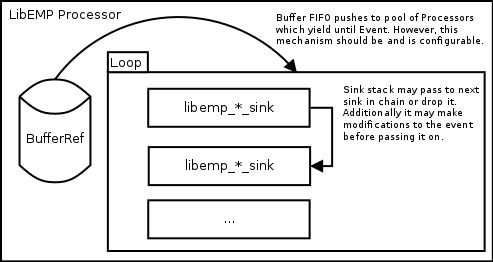 LibEMP Processor
Buffer FIFO pushes to pool of Processors
which yield until Event. However, this
mechanism should be and is configurable.
Loop
BufferRef
libemp_*_sink
Sink stack may pass to next
sink in chain or drop it.
Additionally it may make
modifications to the event
before passing it on.
libemp_*_sink
...